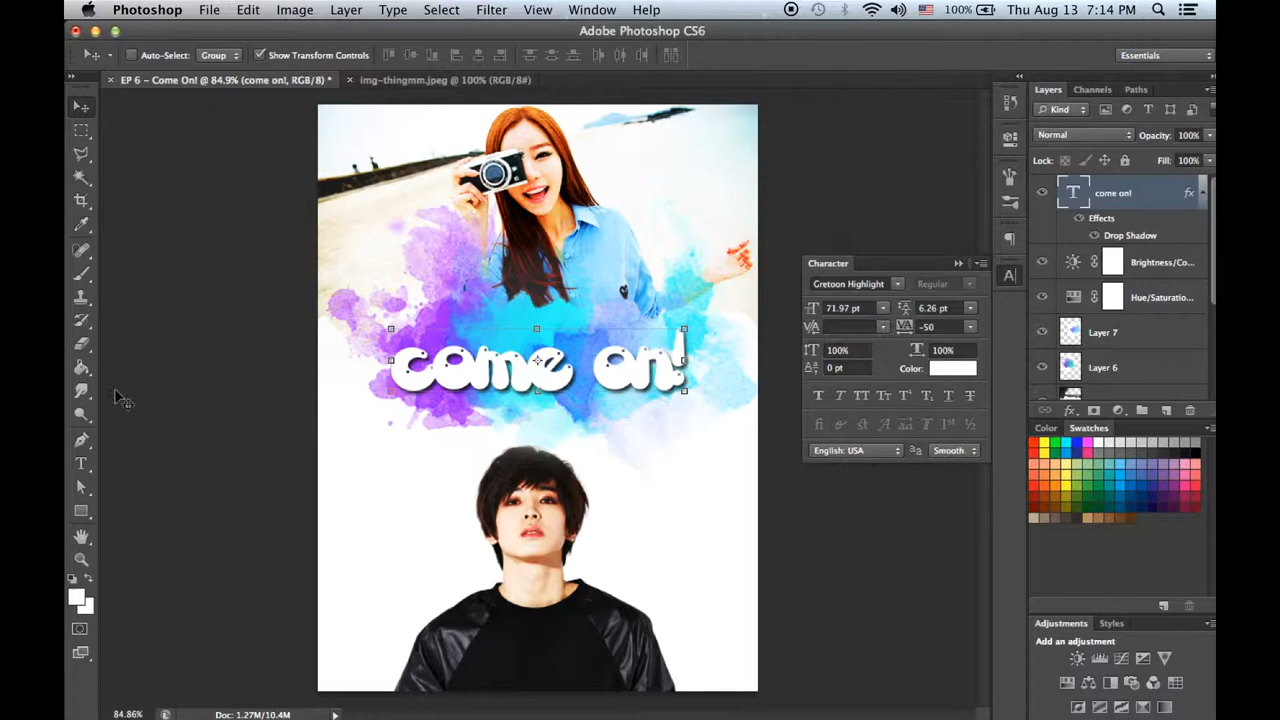 Photoshop File Edit Image Layer Type Select Filter View Window Help 100% Thu Aug 13 7:14 PM
Adobe Photoshop CS6
Auto-Select: Group Show Transform Controls Essentials
EP 6 – Come On! @ 84.9% (come on!, RGB/8) * img-thingmm.jpeg @ 100% (RGB/8#)
Layers Channels Paths
Kind
Normal Opacity: 100%
Lock: Fill: 100%
come on! fx
Effects
Drop Shadow
Brightness/Co...
Hue/Saturatio...
Layer 7
Layer 6
Character
Gretoon Highlight Regular
71.97 pt 6.26 pt
-50
100% 100%
0 pt Color:
English: USA Smooth
come on!
Color Swatches
Adjustments Styles
Add an adjustment
84.86% Doc: 1.27M/10.4M